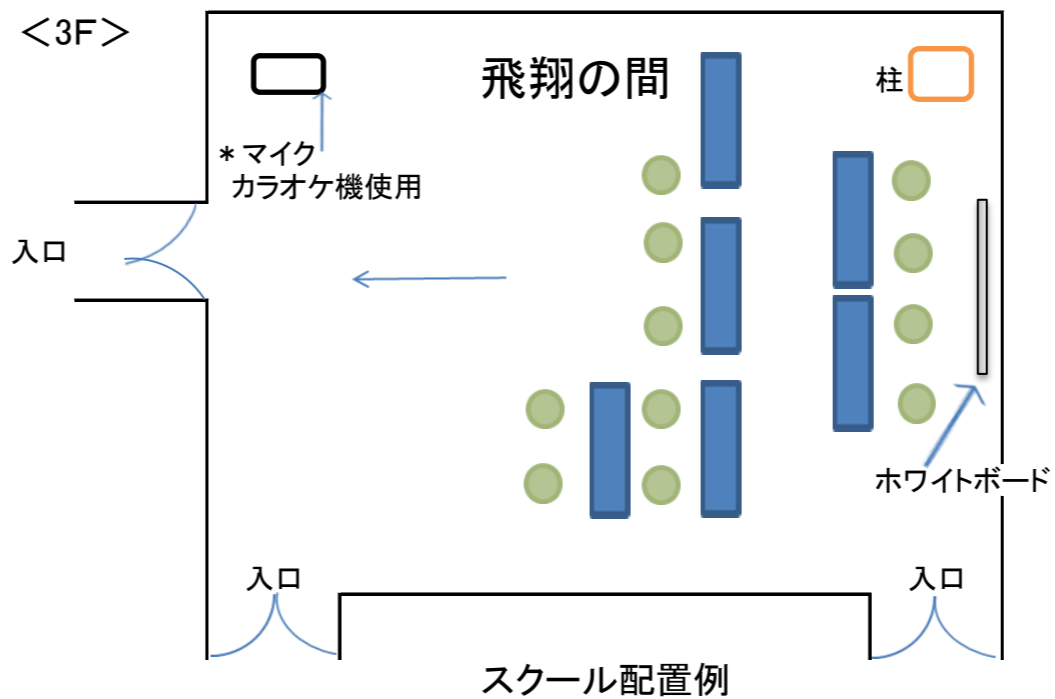 <3F>
飛翔の間
柱
*マイク
カラオケ機使用
入口
ホワイトボード
入口
入口
スクール配置例